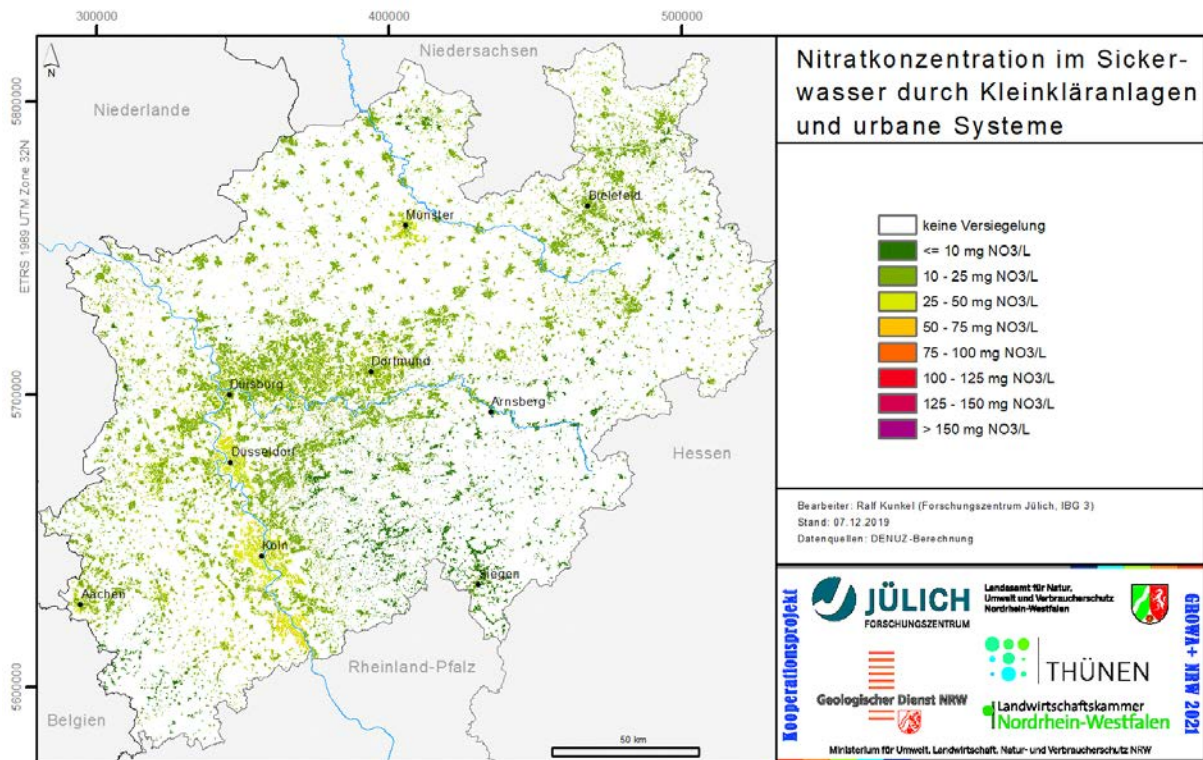 300000
400000
500000
N
5800000
5700000
5600000
ETRS 1989 UTM Zone 32N
Niedersachsen
Niederlande
Bielefeld
Münster
Dortmund
Duisburg
Arnsberg
Hessen
Düsseldorf
Köln
Siegen
Aachen
Rheinland-Pfalz
Belgien
50 km
Nitratkonzentration im Sicker-
wasser durch Kleinkläranlagen
und urbane Systeme
keine Versiegelung
<= 10 mg NO3/L
10 - 25 mg NO3/L
25 - 50 mg NO3/L
50 - 75 mg NO3/L
75 - 100 mg NO3/L
100 - 125 mg NO3/L
125 - 150 mg NO3/L
> 150 mg NO3/L
Bearbeiter: Ralf Kunkel (Forschungszentrum Jülich, IBG 3)
Stand: 07.12.2019
Datenquellen: DENUZ-Berechnung
Kooperationsprojekt
JÜLICH
FORSCHUNGSZENTRUM
Landesamt für Natur,
Umwelt und Verbraucherschutz
Nordrhein-Westfalen
Geologischer Dienst NRW
THÜNEN
Landwirtschaftskammer
Nordrhein-Westfalen
GROWA+ NRW 2021
Ministerium für Umwelt, Landwirtschaft, Natur- und Verbraucherschutz NRW